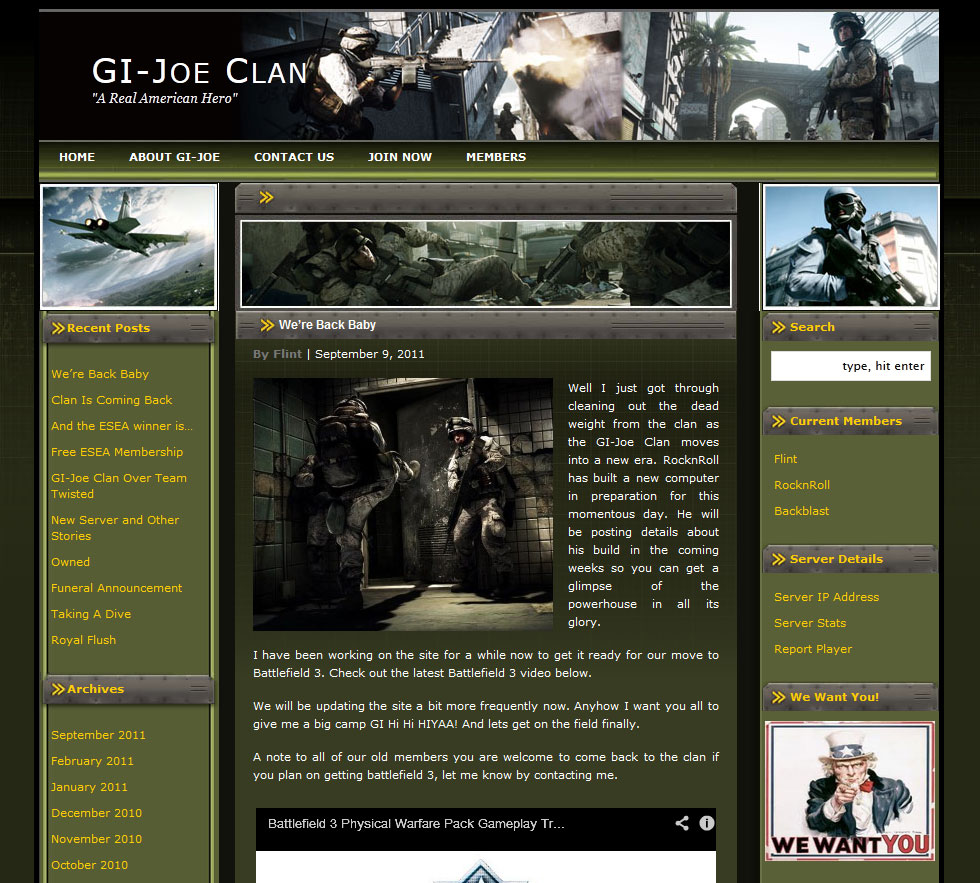 GI-Joe Clan
"A Real American Hero"
HOME
ABOUT GI-JOE
CONTACT US
JOIN NOW
MEMBERS
Recent Posts
We're Back Baby
Clan Is Coming Back
And the ESEA winner is...
Free ESEA Membership
GI-Joe Clan Over Team
Twisted
New Server and Other
Stories
Owned
Funeral Announcement
Taking A Dive
Royal Flush
Archives
September 2011
February 2011
January 2011
December 2010
November 2010
October 2010
We're Back Baby
By Flint | September 9, 2011
Well I just got through
cleaning out the dead
weight from the clan as
the GI-Joe Clan moves
into a new era. RocknRoll
has built a new computer
in preparation for this
momentous day. He will
be posting details about
his build in the coming
weeks so you can get a
glimpse of the
powerhouse in all its
glory.
I have been working on the site for a while now to get it ready for our move to
Battlefield 3. Check out the latest Battlefield 3 video below.
We will be updating the site a bit more frequently now. Anyhow I want you all to
give me a big camp GI Hi Hi HIYAA! And lets get on the field finally.
A note to all of our old members you are welcome to come back to the clan if
you plan on getting battlefield 3, let me know by contacting me.
Battlefield 3 Physical Warfare Pack Gameplay Tr...
Search
type, hit enter
Current Members
Flint
RocknRoll
Backblast
Server Details
Server IP Address
Server Stats
Report Player
We Want You!
WE WANT YOU